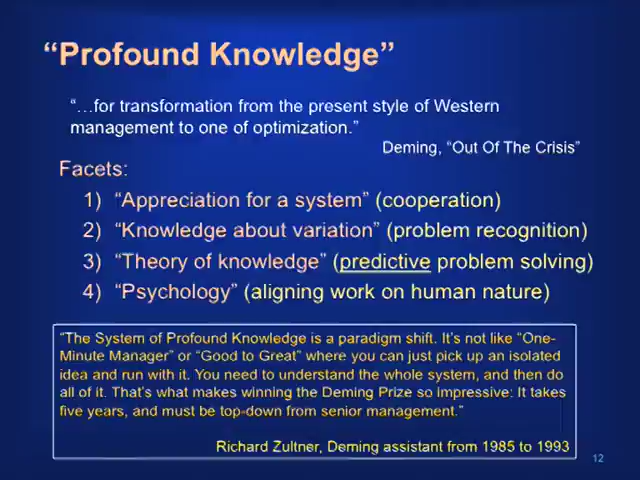 “Profound Knowledge”
“…for transformation from the present style of Western
management to one of optimization.”
Deming, “Out Of The Crisis”
Facets:
1) “Appreciation for a system” (cooperation)
2) “Knowledge about variation” (problem recognition)
3) “Theory of knowledge” (predictive problem solving)
4) “Psychology” (aligning work on human nature)
“The System of Profound Knowledge is a paradigm shift. It’s not like “One-
Minute Manager” or “Good to Great” where you can just pick up an isolated
idea and run with it. You need to understand the whole system, and then do
all of it. That’s what makes winning the Deming Prize so impressive: It takes
five years, and must be top-down from senior management.”
Richard Zultner, Deming assistant from 1985 to 1993
12